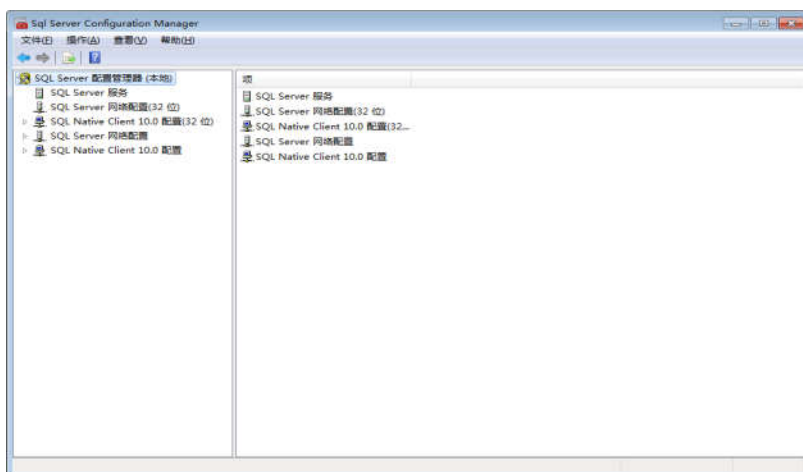 Sql Server Configuration Manager
文件(F) 操作(A) 查看(V) 帮助(H)
SQL Server 配置管理器 (本地)
SQL Server 服务
SQL Server 网络配置(32 位)
SQL Native Client 10.0 配置(32 位)
SQL Server 网络配置
SQL Native Client 10.0 配置
项
SQL Server 服务
SQL Server 网络配置(32 位)
SQL Native Client 10.0 配置(32...
SQL Server 网络配置
SQL Native Client 10.0 配置